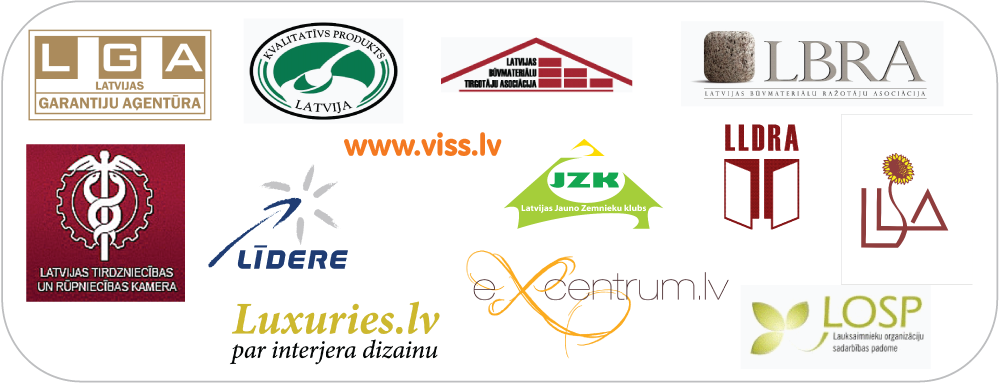 LGA
LATVIJAS
GARANTIJU AĢENTŪRA
KVALITATĪVS PRODUKTS
LATVIJA
LATVIJAS
BŪVMATERIĀLU
TIRGOTĀJU ASOCIĀCIJA
LBRA
LATVIJAS BŪVMATERIĀLU RAŽOTĀJU ASOCIĀCIJA
www.viss.lv
LATVIJAS TIRDZNIECĪBAS
UN RŪPNIECĪBAS KAMERA
LĪDERE
JZK
Latvijas Jauno Zemnieku klubs
LLDRA
LLSA
Luxuries.lv
par interjera dizainu
eXcentrum.lv
LOSP
Lauksaimnieku organizāciju
sadarbības padome